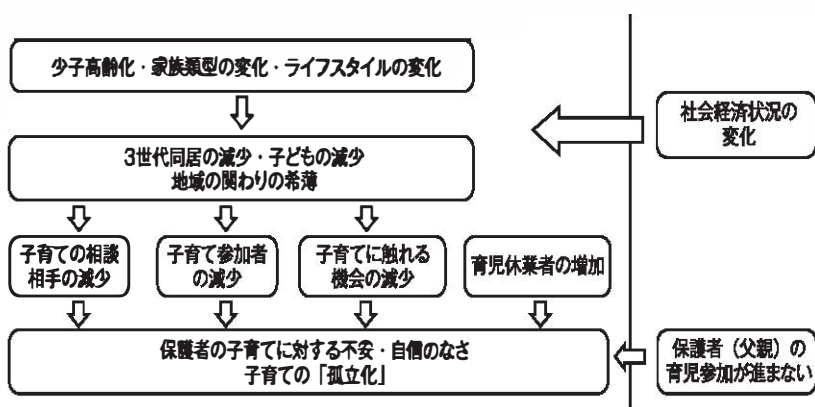 少子高齢化・家族類型の変化・ライフスタイルの変化
社会経済状況の
変化
3世代同居の減少・子どもの減少
地域の関わりの希薄
子育ての相談
相手の減少
子育て参加者
の減少
子育てに触れる
機会の減少
育児休業者の増加
保護者の子育てに対する不安・自信のなさ
子育ての「孤立化」
保護者（父親）の
育児参加が進まない